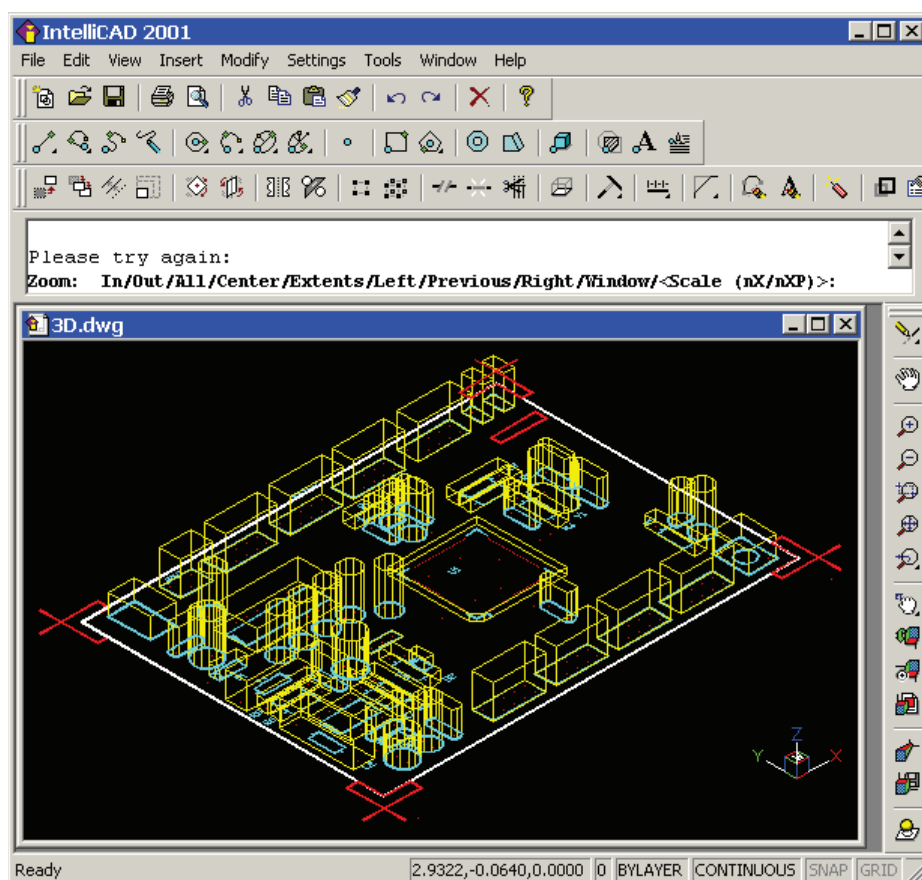 IntelliCAD 2001
File Edit View Insert Modify Settings Tools Window Help
Please try again:
Zoom: In/Out/All/Center/Extents/Left/Previous/Right/Window/<Scale (nX/nXP)>:
3D.dwg
Z
Y X
Ready 2.9322,-0.0640,0.0000 0 BYLAYER CONTINUOUS SNAP GRID